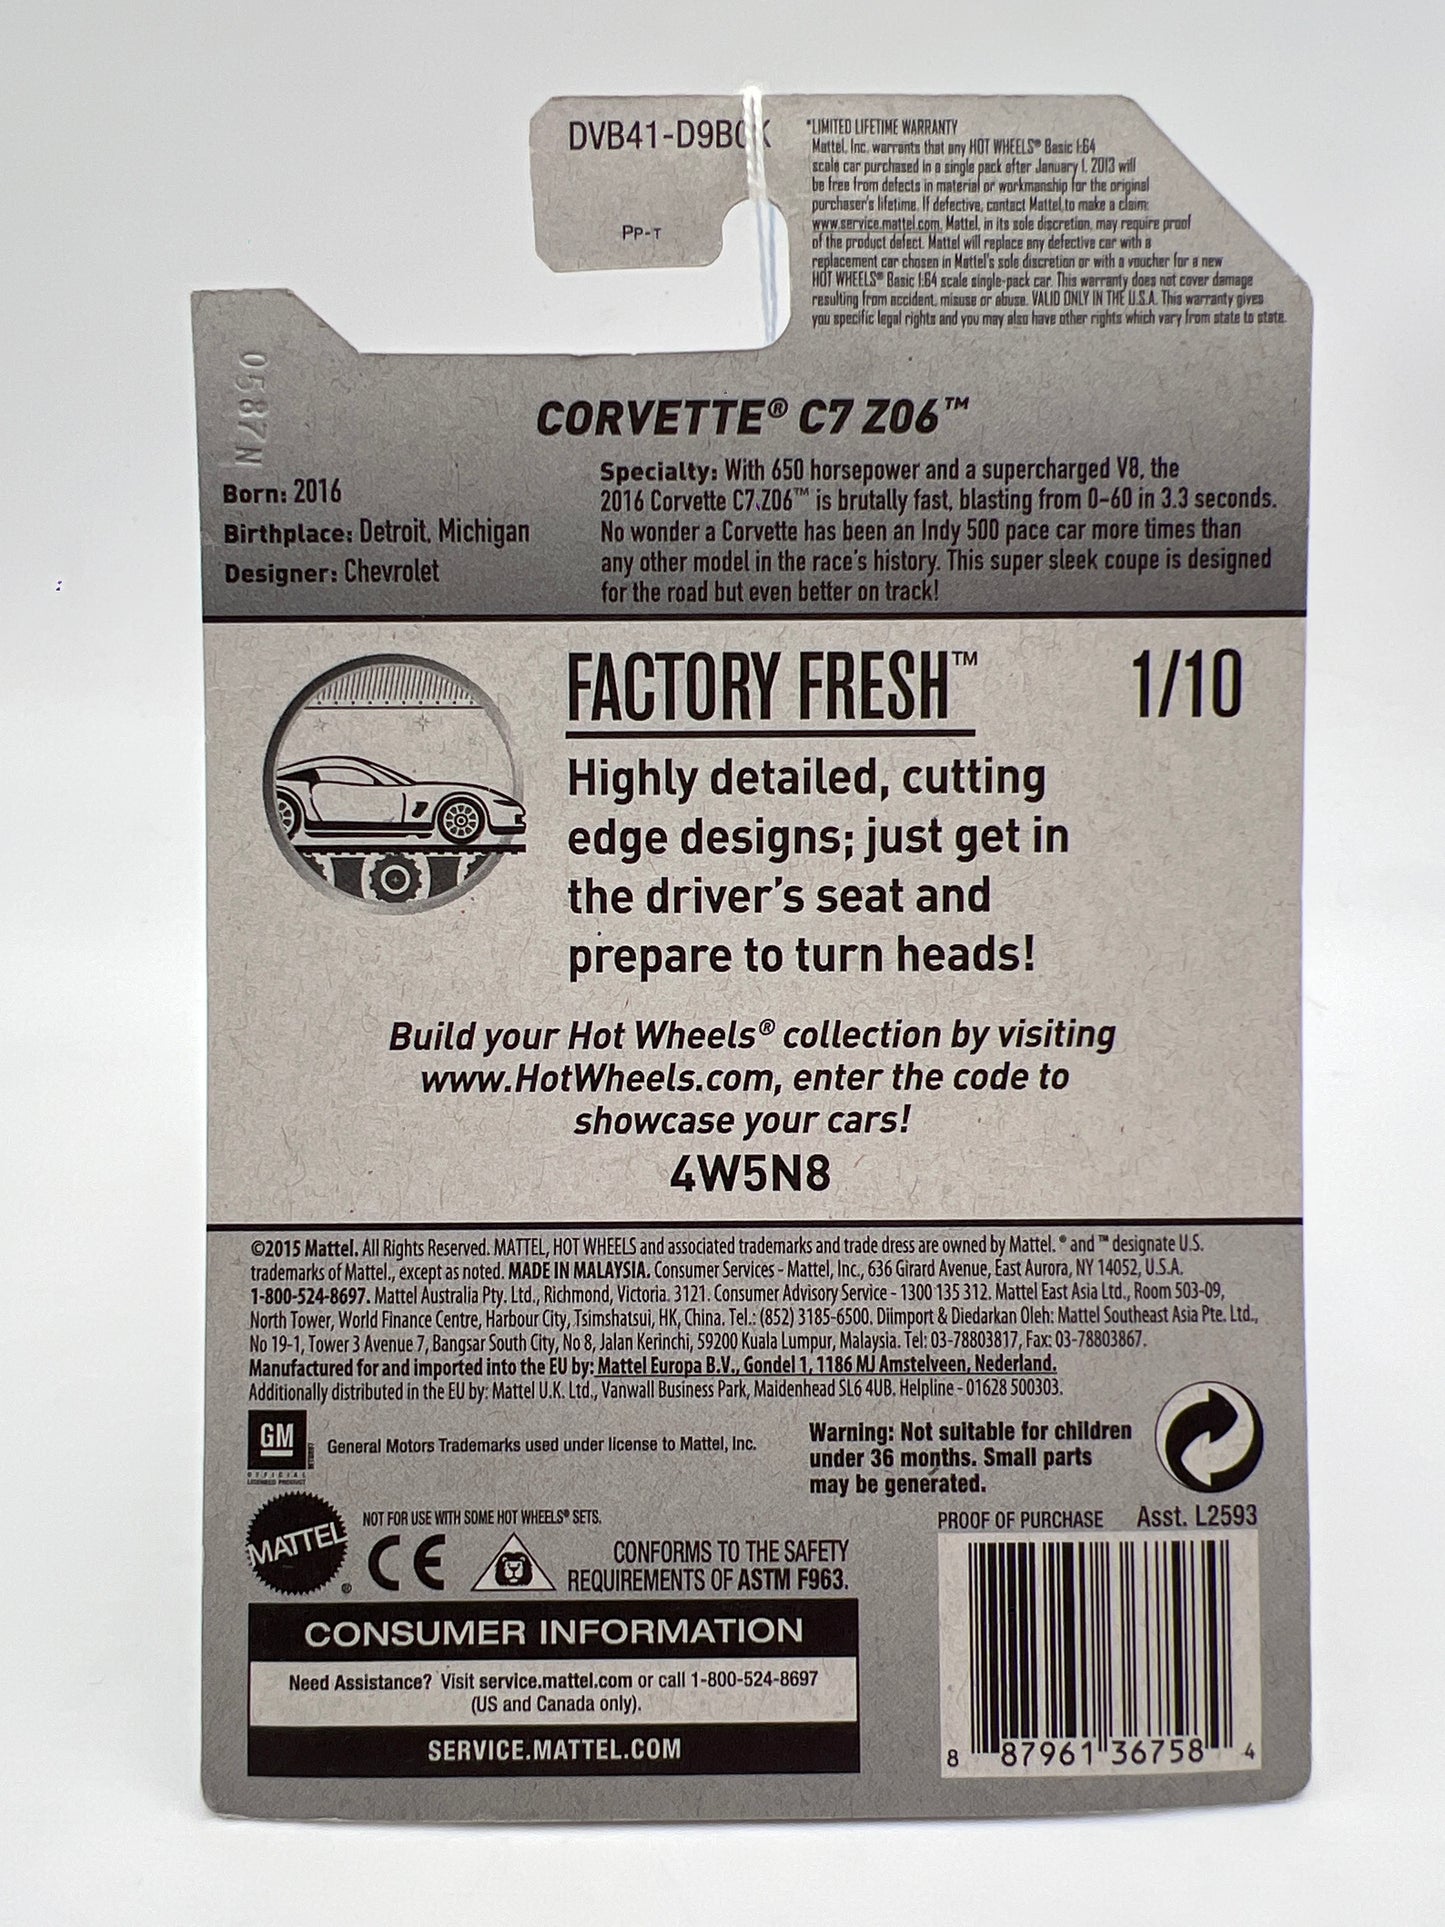 DVB41-D9B0K
PP-T
*LIMITED LIFETIME WARRANTY
Mattel, Inc. warrants that any HOT WHEELS® Basic 1:64
scale car purchased in a single pack after January 1, 2013 will
be free from defects in material or workmanship for the original
purchaser's lifetime. If defective, contact Mattel to make a claim:
www.service.mattel.com. Mattel, in its sole discretion, may require proof
of the product defect. Mattel will replace any defective car with a
replacement car chosen in Mattel's sole discretion or with a voucher for a new
HOT WHEELS® Basic 1:64 scale single-pack car. This warranty does not cover damage
resulting from accident, misuse or abuse. VALID ONLY IN THE U.S.A. This warranty gives
you specific legal rights and you may also have other rights which vary from state to state.
0587N
CORVETTE® C7 Z06™
Born: 2016
Birthplace: Detroit, Michigan
Designer: Chevrolet
Specialty: With 650 horsepower and a supercharged V8, the
2016 Corvette C7.Z06™ is brutally fast, blasting from 0-60 in 3.3 seconds.
No wonder a Corvette has been an Indy 500 pace car more times than
any other model in the race's history. This super sleek coupe is designed
for the road but even better on track!
FACTORY FRESH™
1/10
Highly detailed, cutting
edge designs; just get in
the driver's seat and
prepare to turn heads!
Build your Hot Wheels® collection by visiting
www.HotWheels.com, enter the code to
showcase your cars!
4W5N8
©2015 Mattel. All Rights Reserved. MATTEL, HOT WHEELS and associated trademarks and trade dress are owned by Mattel. ® and ™ designate U.S.
trademarks of Mattel., except as noted. MADE IN MALAYSIA. Consumer Services - Mattel, Inc., 636 Girard Avenue, East Aurora, NY 14052, U.S.A.
1-800-524-8697. Mattel Australia Pty. Ltd., Richmond, Victoria. 3121. Consumer Advisory Service - 1300 135 312. Mattel East Asia Ltd., Room 503-09,
North Tower, World Finance Centre, Harbour City, Tsimshatsui, HK, China. Tel.: (852) 3185-6500. Diimport & Diedarkan Oleh: Mattel Southeast Asia Pte. Ltd.,
No 19-1, Tower 3 Avenue 7, Bangsar South City, No 8, Jalan Kerinchi, 59200 Kuala Lumpur, Malaysia. Tel: 03-78803817, Fax: 03-78803867.
Manufactured for and imported into the EU by: Mattel Europa B.V., Gondel 1, 1186 MJ Amstelveen, Nederland.
Additionally distributed in the EU by: Mattel U.K. Ltd., Vanwall Business Park, Maidenhead SL6 4UB. Helpline - 01628 500303.
GM
OFFICIAL
LICENSED PRODUCT
General Motors Trademarks used under license to Mattel, Inc.
Warning: Not suitable for children
under 36 months. Small parts
may be generated.
MATTEL®
NOT FOR USE WITH SOME HOT WHEELS® SETS.
CE
CONFORMS TO THE SAFETY
REQUIREMENTS OF ASTM F963.
PROOF OF PURCHASE Asst. L2593
CONSUMER INFORMATION
Need Assistance? Visit service.mattel.com or call 1-800-524-8697
(US and Canada only).
SERVICE.MATTEL.COM
8 87961 36758 4